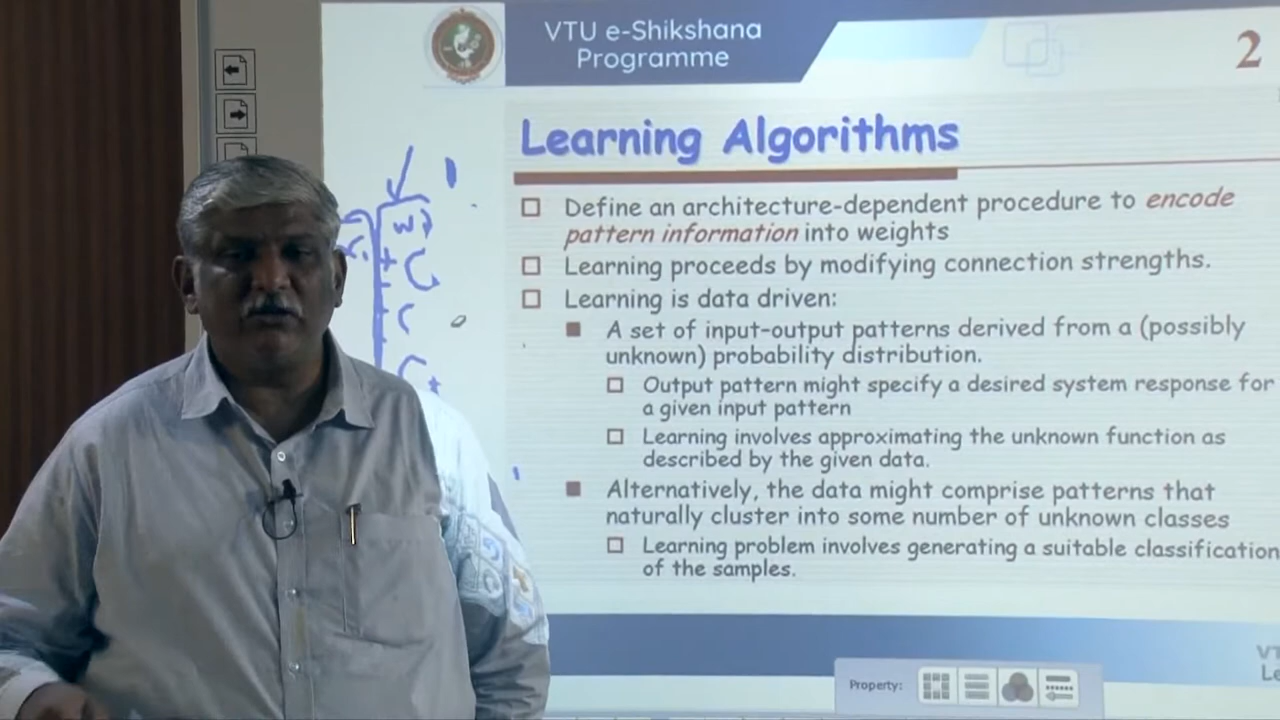 VTU e-Shikshana
Programme
2
Learning Algorithms
Define an architecture-dependent procedure to encode
pattern information into weights
Learning proceeds by modifying connection strengths.
Learning is data driven:
A set of input-output patterns derived from a (possibly
unknown) probability distribution.
Output pattern might specify a desired system response for
a given input pattern
Learning involves approximating the unknown function as
described by the given data.
Alternatively, the data might comprise patterns that
naturally cluster into some number of unknown classes
Learning problem involves generating a suitable classification
of the samples.
Property: